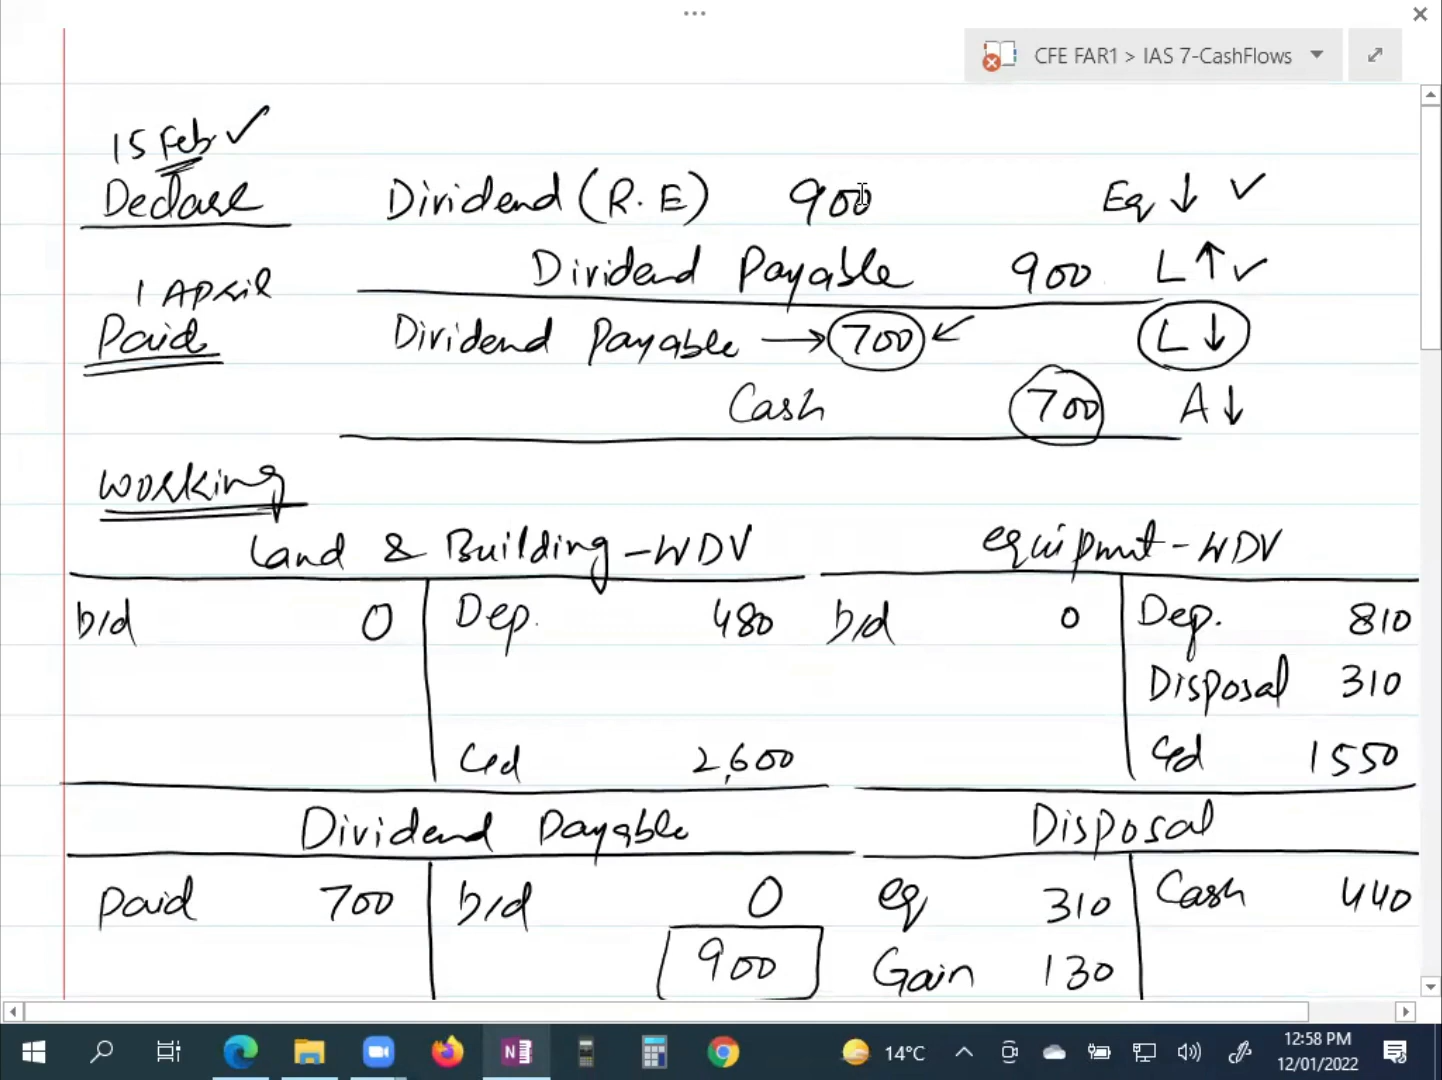 CFE FAR1 > IAS 7-CashFlows
15 Feb ✓
Declare Dividend (R.E) 900 Eq ↓ ✓
Dividend Payable 900 L ↑ ✓
1 April
Paid Dividend Payable → 700 ↙ L ↓
Cash 700 A ↓
Working
Land & Building - WDV equipmnt - WDV
b/d 0 Dep. 480 b/d 0 Dep. 810
Disposal 310
c/d 2,600 c/d 1550
Dividend Payable Disposal
Paid 700 b/d 0 eq 310 Cash 440
900 Gain 130
14°C 12:58 PM
12/01/2022